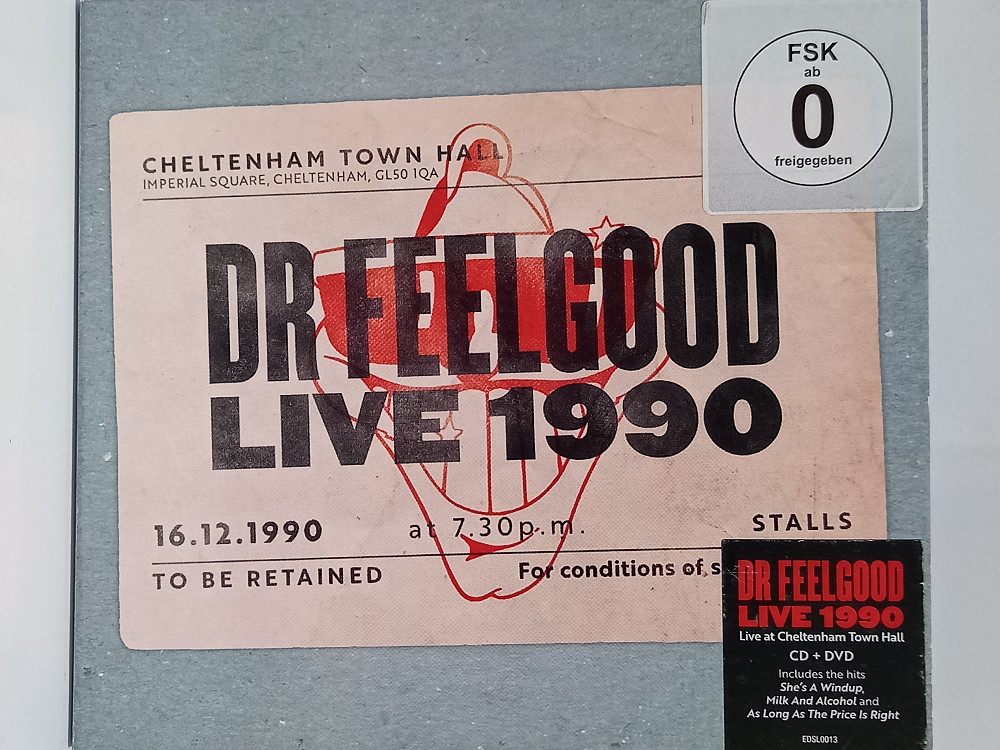 FSK
ab
0
freigegeben
CHELTENHAM TOWN HALL
IMPERIAL SQUARE, CHELTENHAM, GL50 1QA
DR FEELGOOD
LIVE 1990
16.12.1990 at 7.30p.m. STALLS
TO BE RETAINED For conditions of s
DR FEELGOOD
LIVE 1990
Live at Cheltenham Town Hall
CD + DVD
Includes the hits
She's A Windup,
Milk And Alcohol and
As Long As The Price Is Right
EDSL0013